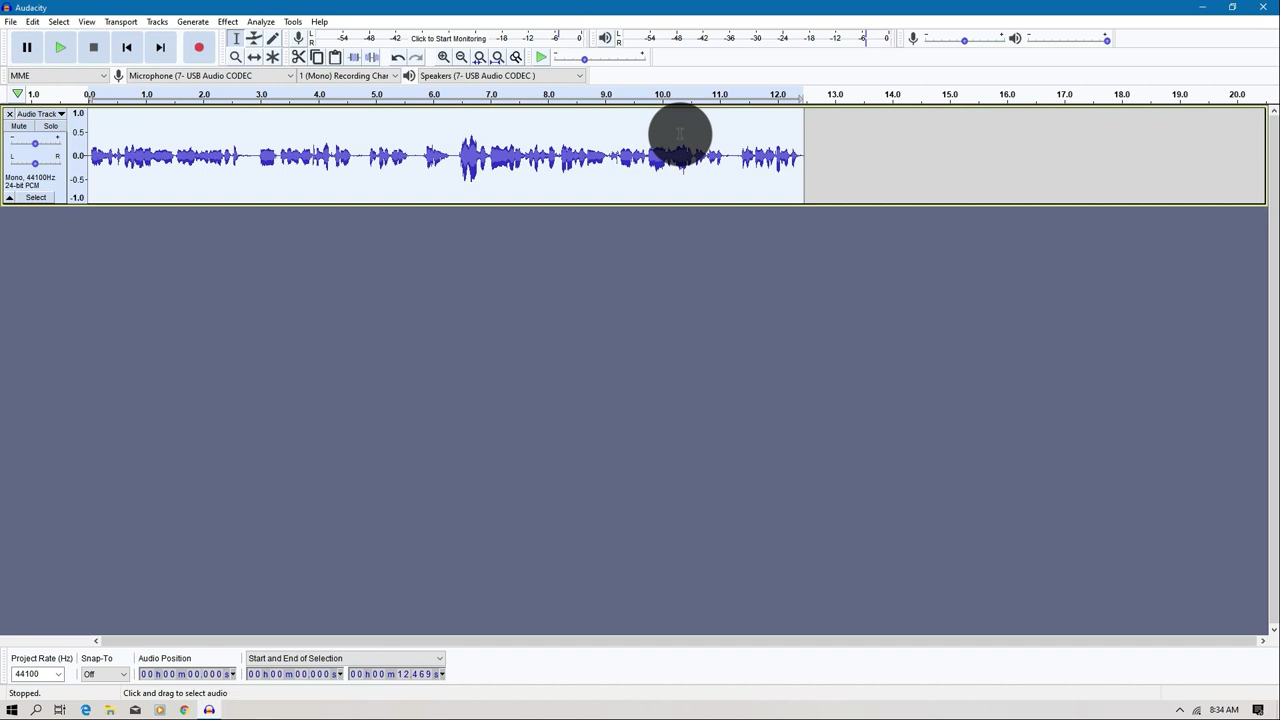 Audacity
File Edit Select View Transport Tracks Generate Effect Analyze Tools Help
L R -54 -48 -42 Click to Start Monitoring -18 -12 -6 0 L R -54 -48 -42 -36 -30 -24 -18 -12 -6 0 - + - +
- +
MME Microphone (7- USB Audio CODEC 1 (Mono) Recording Char Speakers (7- USB Audio CODEC )
1.0 0.0 1.0 2.0 3.0 4.0 5.0 6.0 7.0 8.0 9.0 10.0 11.0 12.0 13.0 14.0 15.0 16.0 17.0 18.0 19.0 20.0
Audio Track 1.0
Mute Solo 0.5
- +
L R 0.0
Mono, 44100Hz -0.5
24-bit PCM
Select -1.0
Project Rate (Hz) Snap-To Audio Position Start and End of Selection
44100 Off 00h00m00.000s 00h00m00.000s 00h00m12.469s
Stopped. Click and drag to select audio
8:34 AM